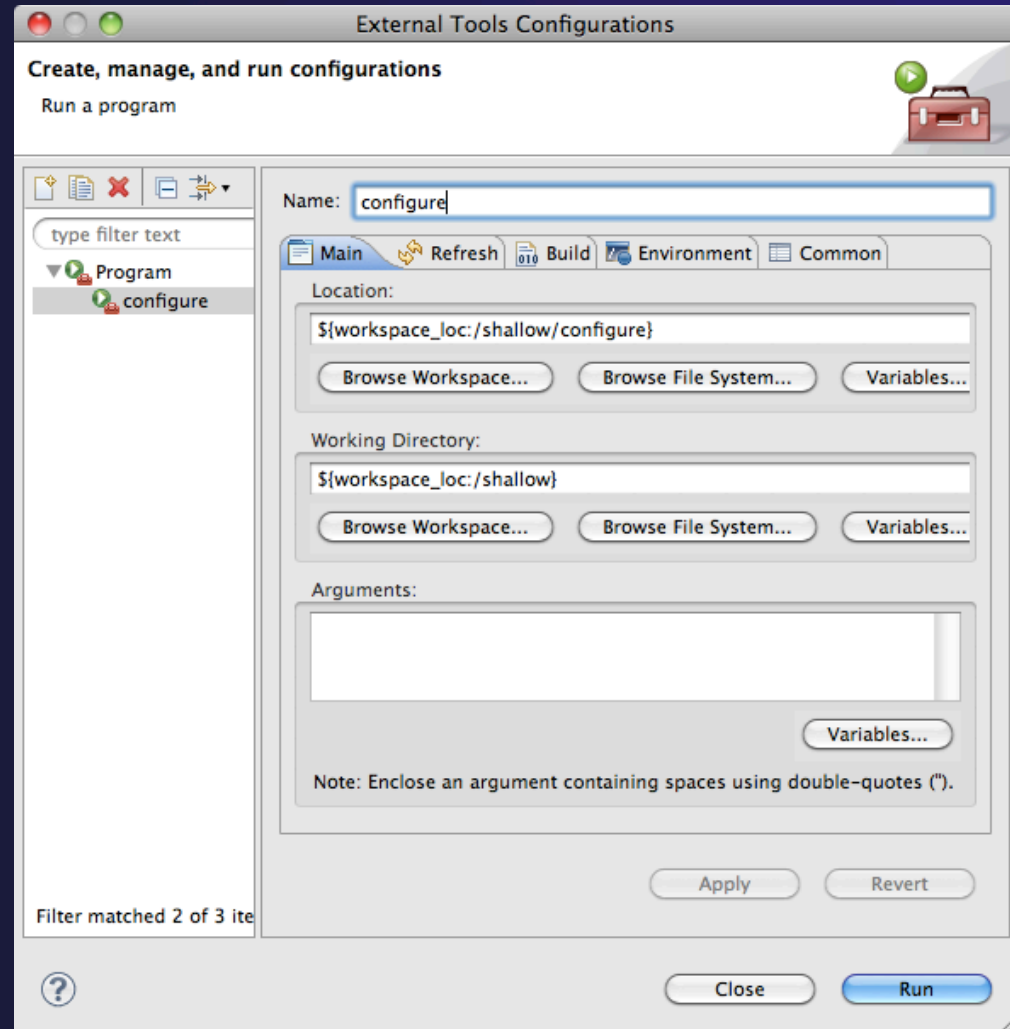 External Tools Configurations
Create, manage, and run configurations
Run a program
type filter text
Program
configure
Filter matched 2 of 3 ite
Name: configure
Main Refresh Build Environment Common
Location:
${workspace_loc:/shallow/configure}
Browse Workspace... Browse File System... Variables...
Working Directory:
${workspace_loc:/shallow}
Browse Workspace... Browse File System... Variables...
Arguments:
Variables...
Note: Enclose an argument containing spaces using double-quotes (").
Apply Revert
? Close Run